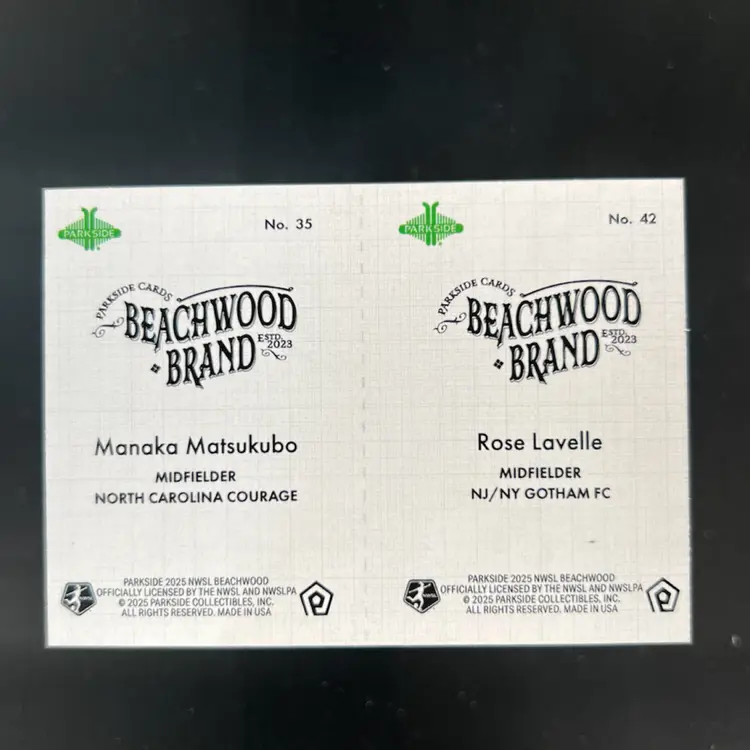 PARKSIDE
No. 35
PARKSIDE CARDS
BEACHWOOD
ESTD.
2023
BRAND
Manaka Matsukubo
MIDFIELDER
NORTH CAROLINA COURAGE
PARKSIDE 2025 NWSL BEACHWOOD
OFFICIALLY LICENSED BY THE NWSL AND NWSLPA
© 2025 PARKSIDE COLLECTIBLES, INC.
ALL RIGHTS RESERVED. MADE IN USA
NWSL
PARKSIDE
No. 42
PARKSIDE CARDS
BEACHWOOD
ESTD.
2023
BRAND
Rose Lavelle
MIDFIELDER
NJ/NY GOTHAM FC
PARKSIDE 2025 NWSL BEACHWOOD
OFFICIALLY LICENSED BY THE NWSL AND NWSLPA
© 2025 PARKSIDE COLLECTIBLES, INC.
ALL RIGHTS RESERVED. MADE IN USA
NWSL